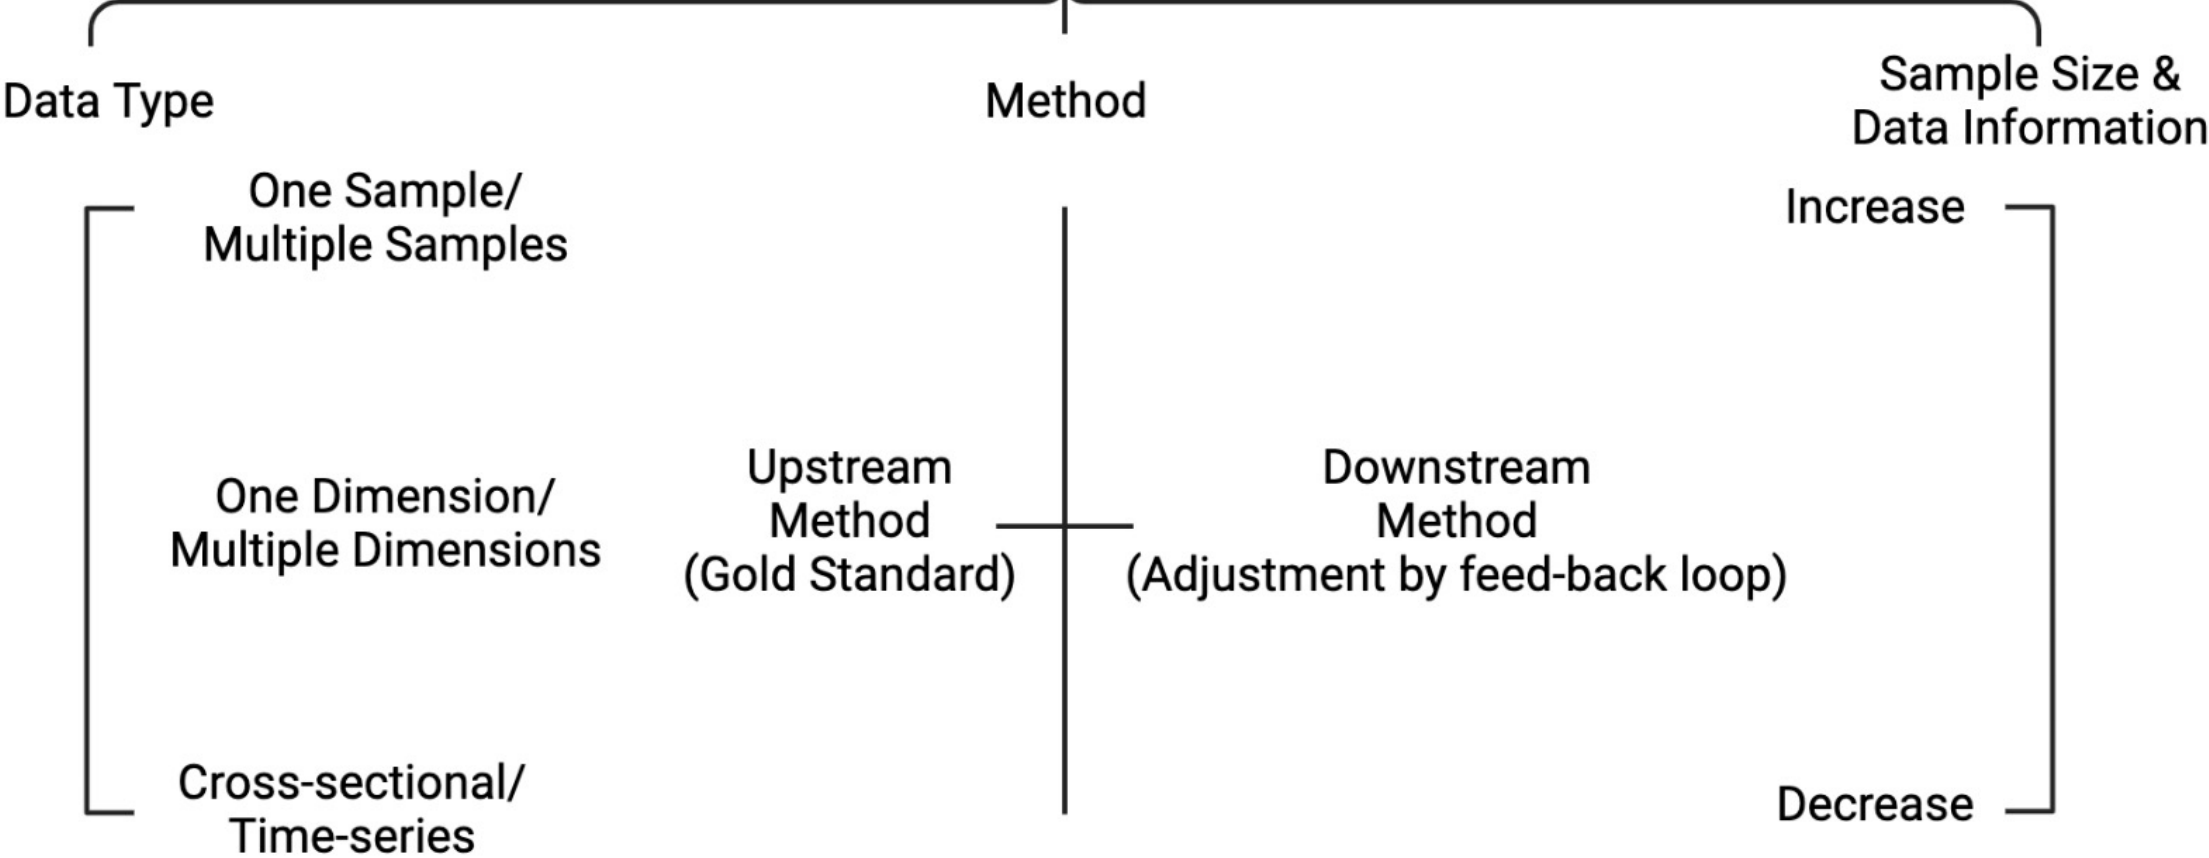 Data Type
Method
Sample Size &
Data Information
One Sample/
Multiple Samples
One Dimension/
Multiple Dimensions
Cross-sectional/
Time-series
Upstream
Method
(Gold Standard)
Downstream
Method
(Adjustment by feed-back loop)
Increase
Decrease